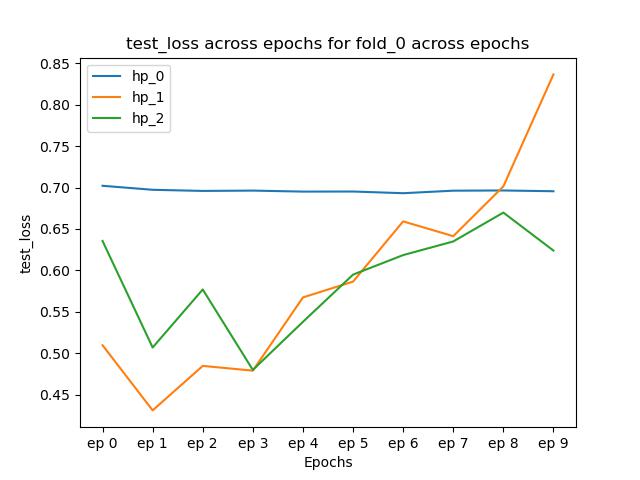 test_loss across epochs for fold_0 across epochs
hp_0
hp_1
hp_2
0.85
0.80
0.75
0.70
0.65
0.60
0.55
0.50
0.45
test_loss
ep 0 ep 1 ep 2 ep 3 ep 4 ep 5 ep 6 ep 7 ep 8 ep 9
Epochs